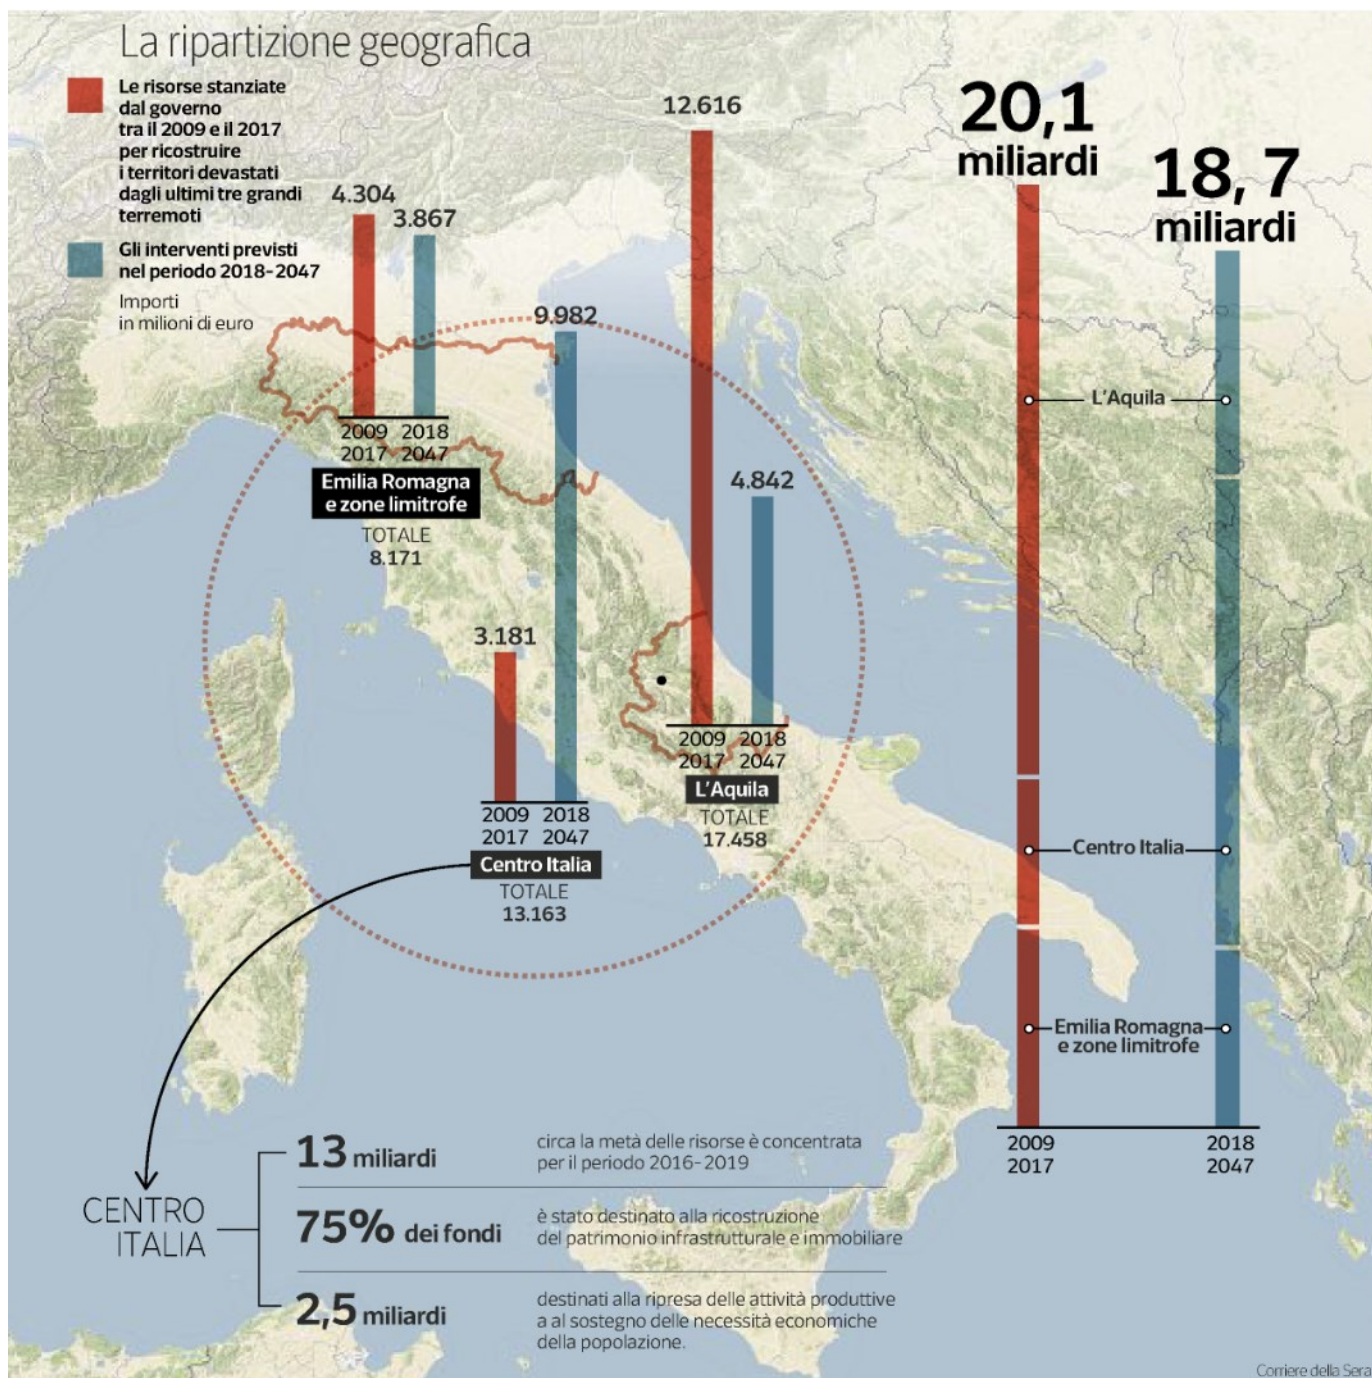 La ripartizione geografica
Le risorse stanziate
dal governo
tra il 2009 e il 2017
per ricostruire
i territori devastati
dagli ultimi tre grandi
terremoti
Gli interventi previsti
nel periodo 2018-2047
Importi
in milioni di euro
4.304
3.867
2009
2017
2018
2047
Emilia Romagna
e zone limitrofe
TOTALE
8.171
3.181
9.982
2009
2017
2018
2047
Centro Italia
TOTALE
13.163
12.616
4.842
2009
2017
2018
2047
L'Aquila
TOTALE
17.458
20,1
miliardi
18, 7
miliardi
L'Aquila
Centro Italia
Emilia Romagna
e zone limitrofe
2009
2017
2018
2047
CENTRO
ITALIA
13 miliardi
circa la metà delle risorse è concentrata
per il periodo 2016-2019
75% dei fondi
è stato destinato alla ricostruzione
del patrimonio infrastrutturale e immobiliare
2,5 miliardi
destinati alla ripresa delle attività produttive
a al sostegno delle necessità economiche
della popolazione.
Corriere della Sera